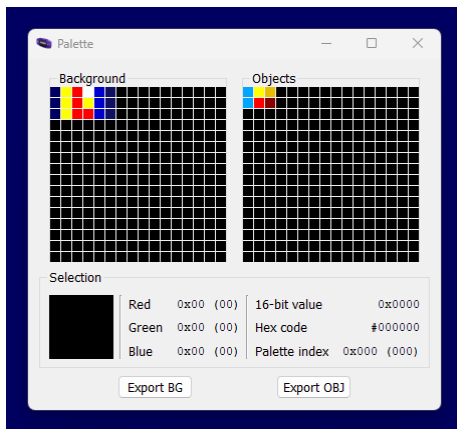 Palette
Background
Objects
Selection
Red 0x00 (00) 16-bit value 0x0000
Green 0x00 (00) Hex code #000000
Blue 0x00 (00) Palette index 0x000 (000)
Export BG Export OBJ